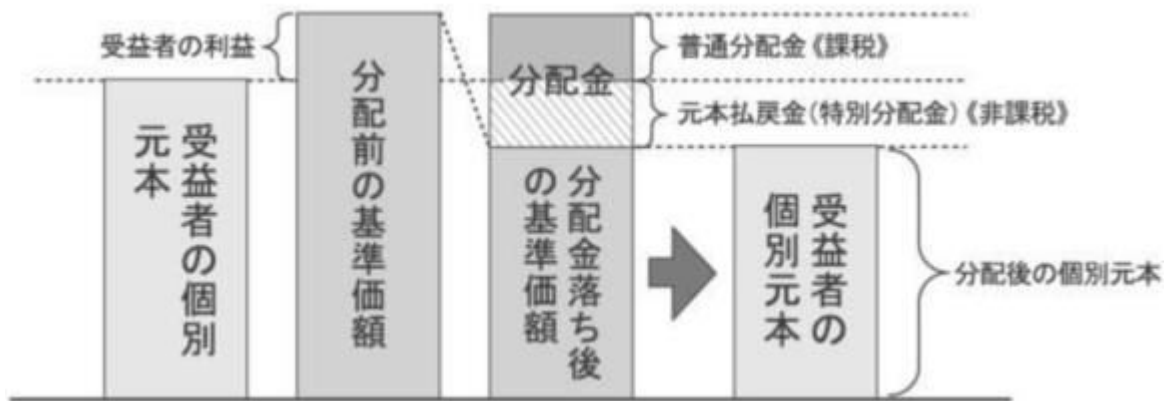 受益者の利益
受益者の個別
元本
分配前の基準価額
分配金
分配金落ち後
の基準価額
普通分配金《課税》
元本払戻金(特別分配金)《非課税》
受益者の
個別元本
分配後の個別元本